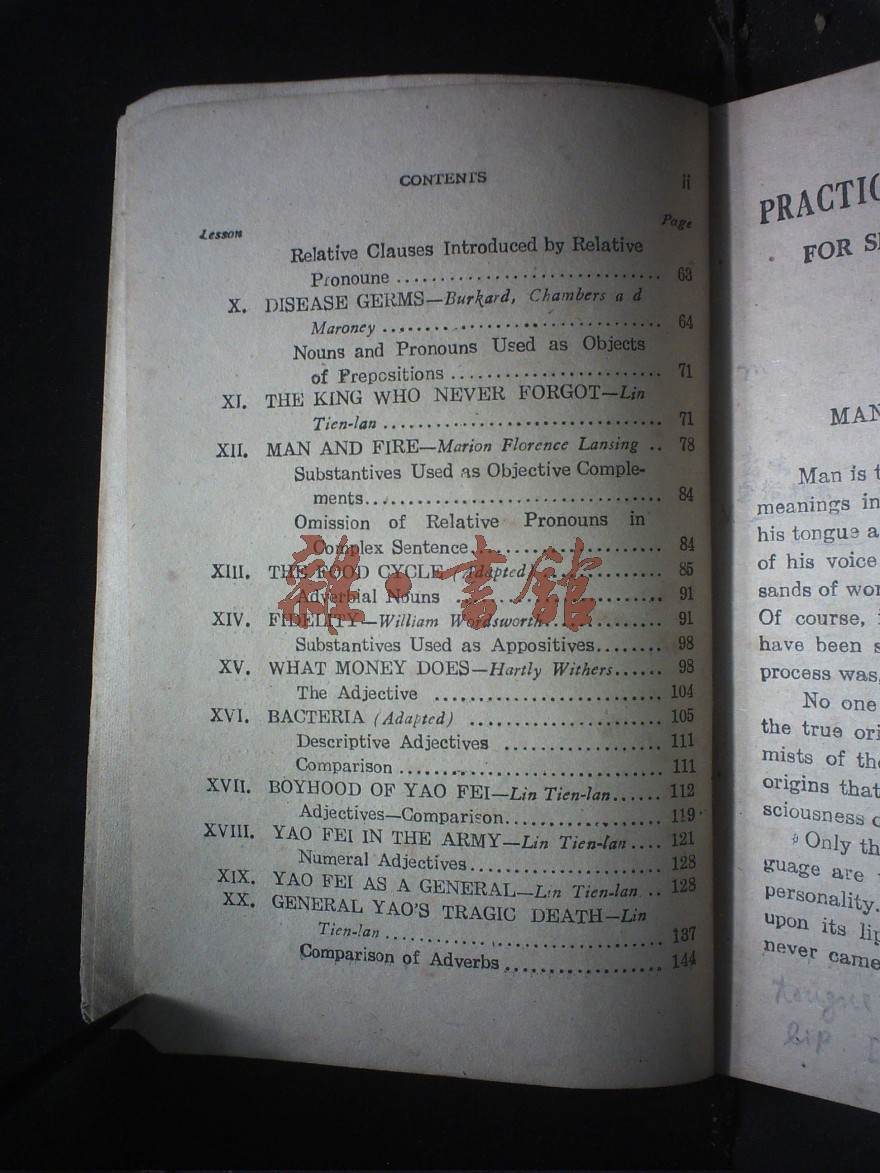 CONTENTS ii
Lesson Page
Relative Clauses Introduced by Relative
Pronoune 63
X. DISEASE GERMS—Burkard, Chambers a d
Maroney 64
Nouns and Pronouns Used as Objects
of Prepositions 71
XI. THE KING WHO NEVER FORGOT—Lin
Tien-lan 71
XII. MAN AND FIRE—Marion Florence Lansing 78
Substantives Used as Objective Comple-
ments 84
Omission of Relative Pronouns in
Complex Sentence 84
XIII. THE FOOD CYCLE (Adapted) 85
Adverbial Nouns 91
XIV. FIDELITY—William Wordsworth 91
Substantives Used as Appositives 98
XV. WHAT MONEY DOES—Hartly Withers 98
The Adjective 104
XVI. BACTERIA (Adapted) 105
Descriptive Adjectives 111
Comparison 111
XVII. BOYHOOD OF YAO FEI—Lin Tien-lan 112
Adjectives—Comparison 119
XVIII. YAO FEI IN THE ARMY—Lin Tien-lan 121
Numeral Adjectives 128
XIX. YAO FEI AS A GENERAL—Lin Tien-lan 128
XX. GENERAL YAO'S TRAGIC DEATH—Lin
Tien-lan 137
Comparison of Adverbs 144
雜·書館
PRACTIC
FOR S
MAN
Man is t
meanings in
his tongue a
of his voice
sands of wor
Of course, i
have been s
process was,
No one
the true ori
mists of the
origins that
sciousness o
Only th
guage are
personality.
upon its lip
never came
tongue
lip [